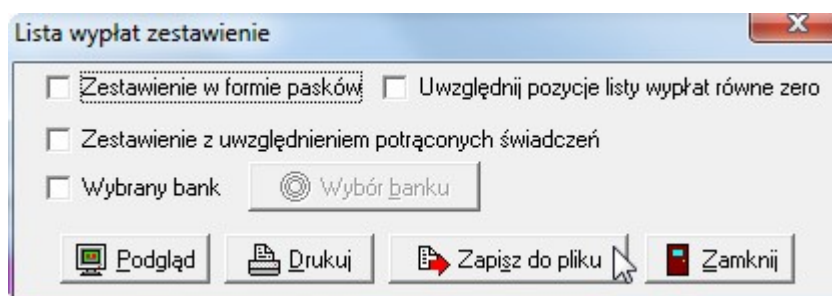 Lista wypłat zestawienie
Zestawienie w formie pasków Uwzględnij pozycje listy wypłat równe zero
Zestawienie z uwzględnieniem potrąconych świadczeń
Wybrany bank Wybór banku
Podgląd Drukuj Zapisz do pliku Zamknij